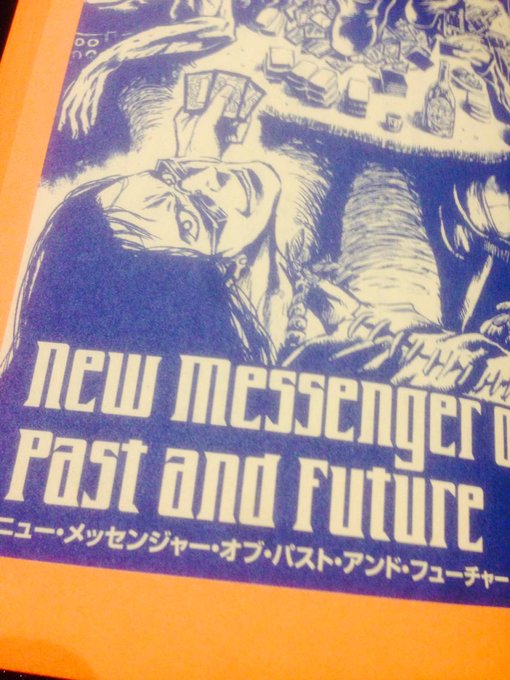 New Messenger
Past and Future
ニュー・メッセンジャー・オブ・パスト・アンド・フューチャー